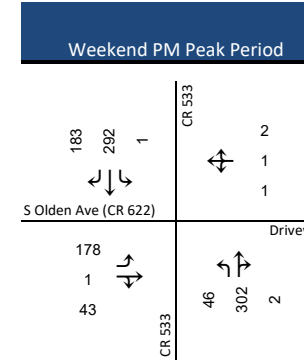 Weekend PM Peak Period
CR 533
183 292 1
2
1
1
S Olden Ave (CR 622)
178
1
43
46 302 2
CR 533